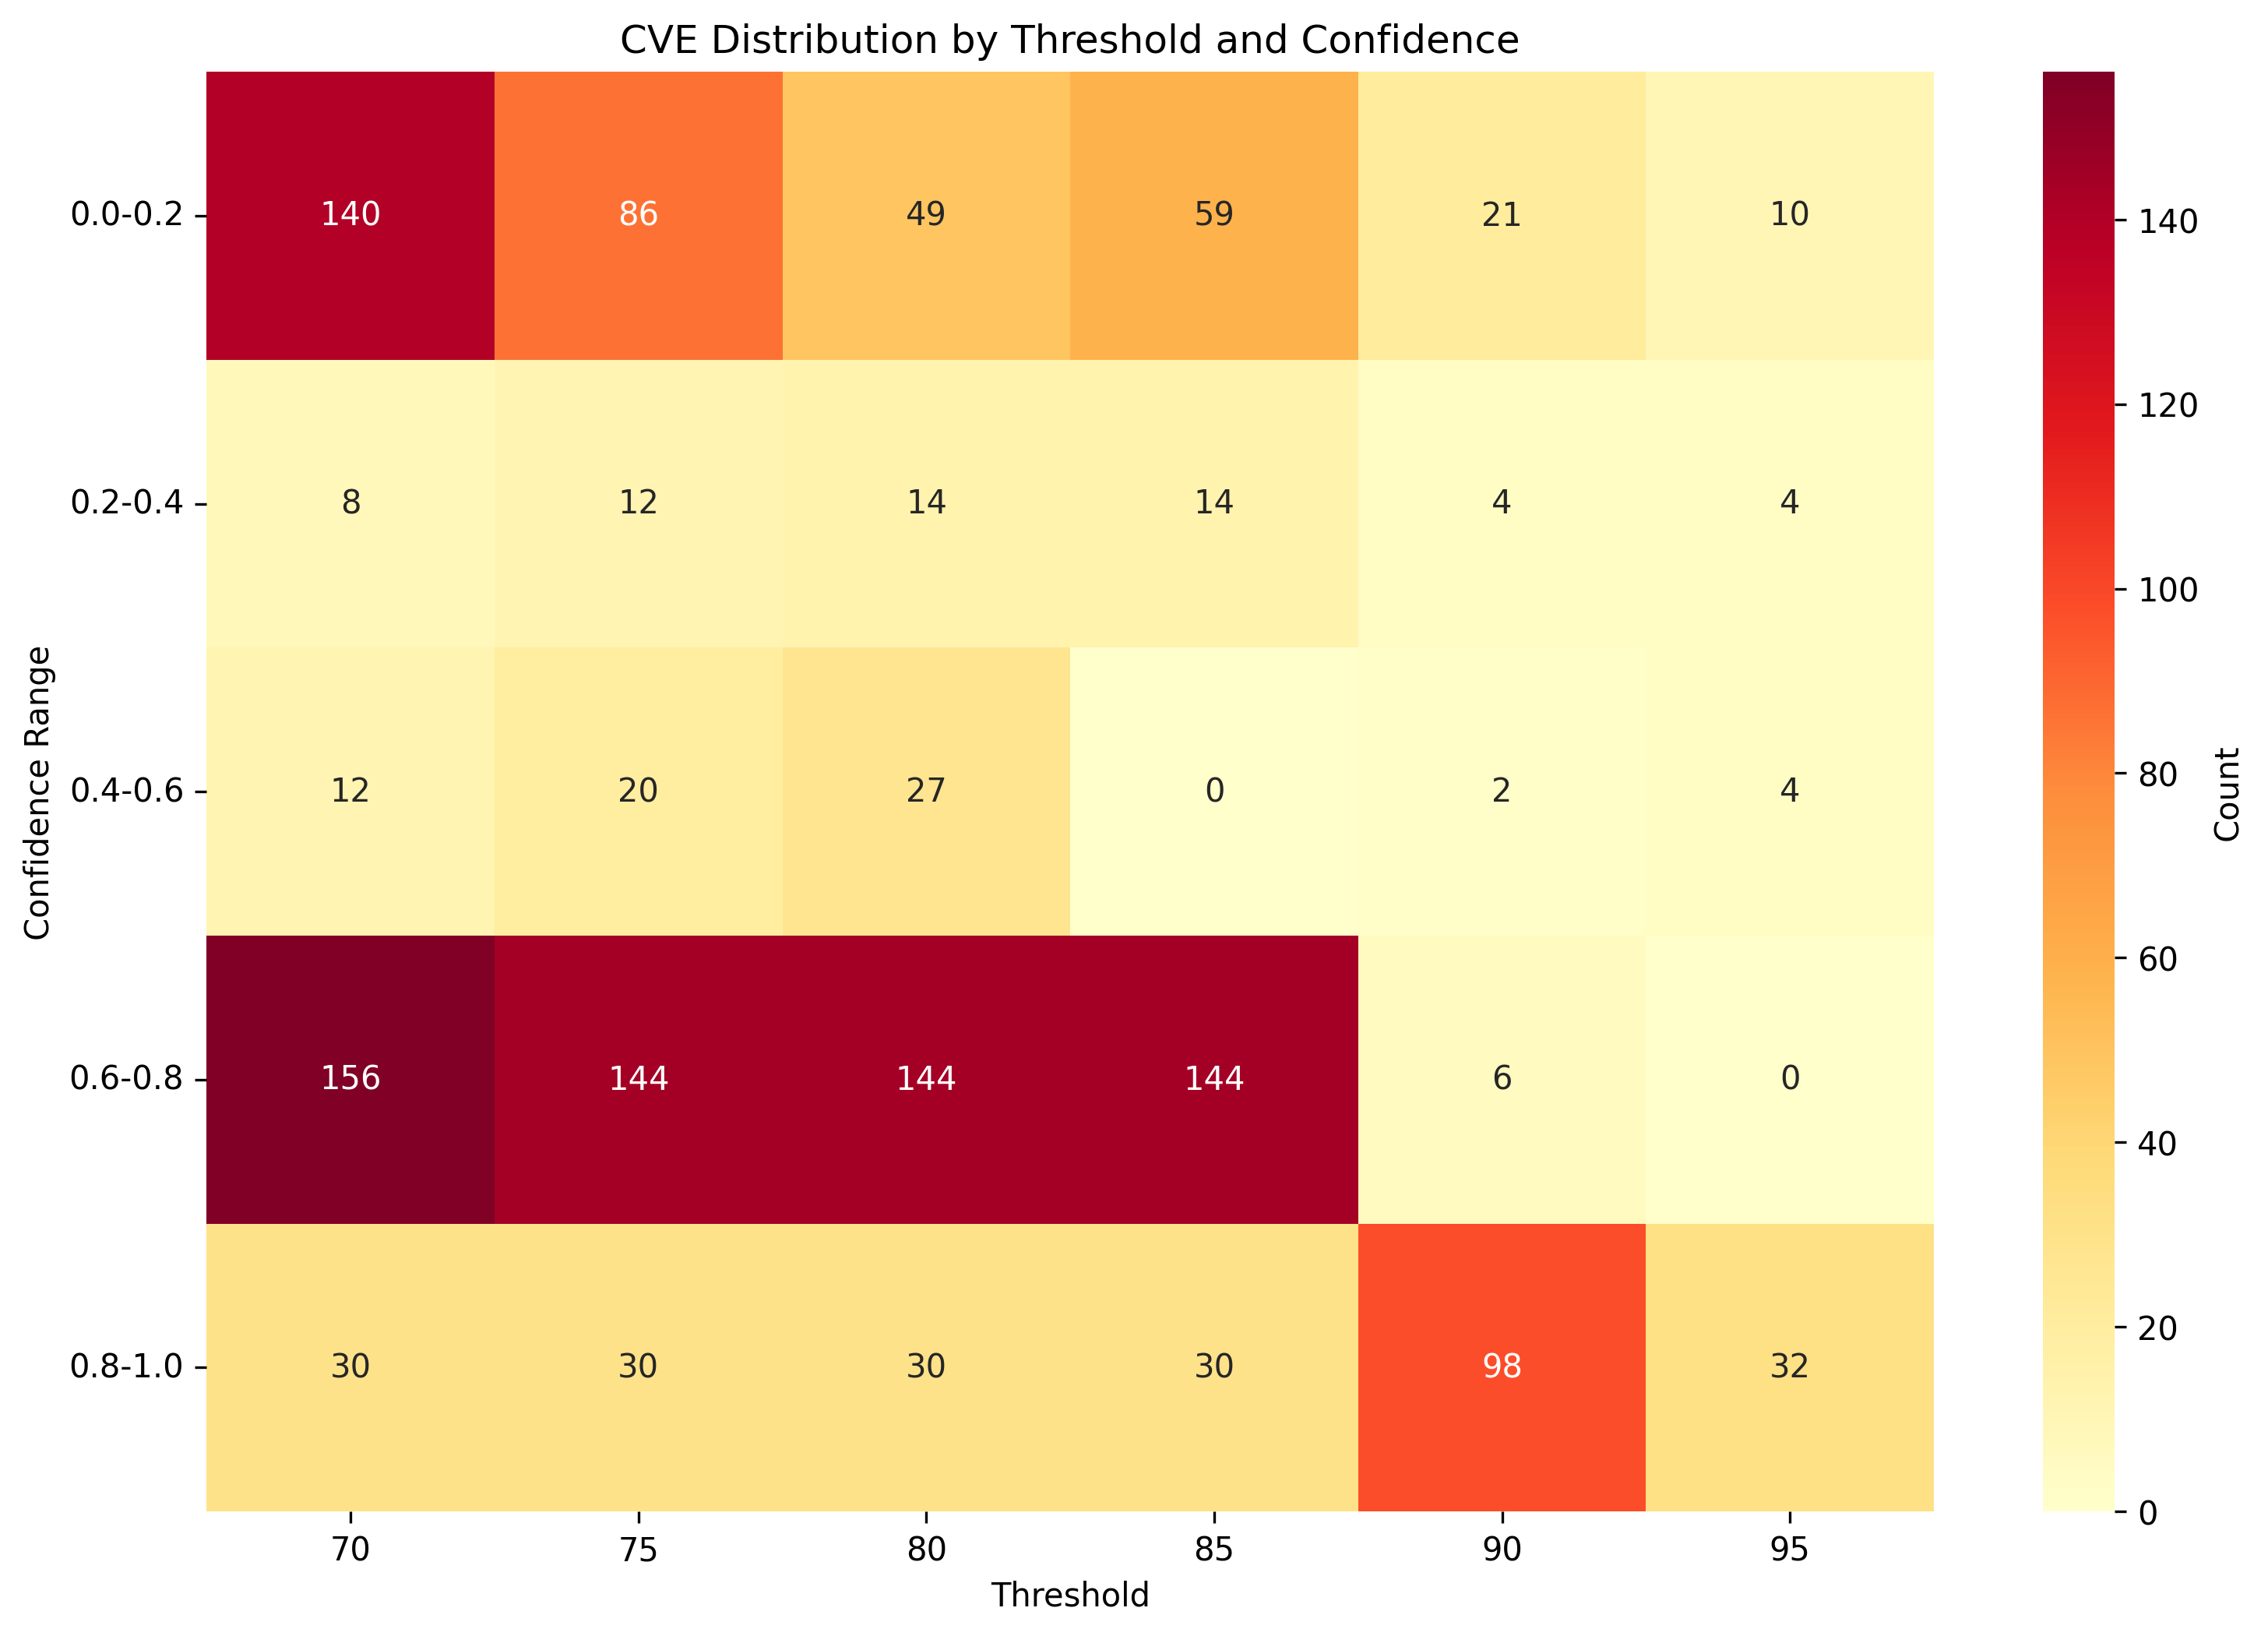 CVE Distribution by Threshold and Confidence
Confidence Range
0.0-0.2 140 86 49 59 21 10
0.2-0.4 8 12 14 14 4 4
0.4-0.6 12 20 27 0 2 4
0.6-0.8 156 144 144 144 6 0
0.8-1.0 30 30 30 30 98 32
70 75 80 85 90 95
Threshold
140
120
100
80
60
40
20
0
Count